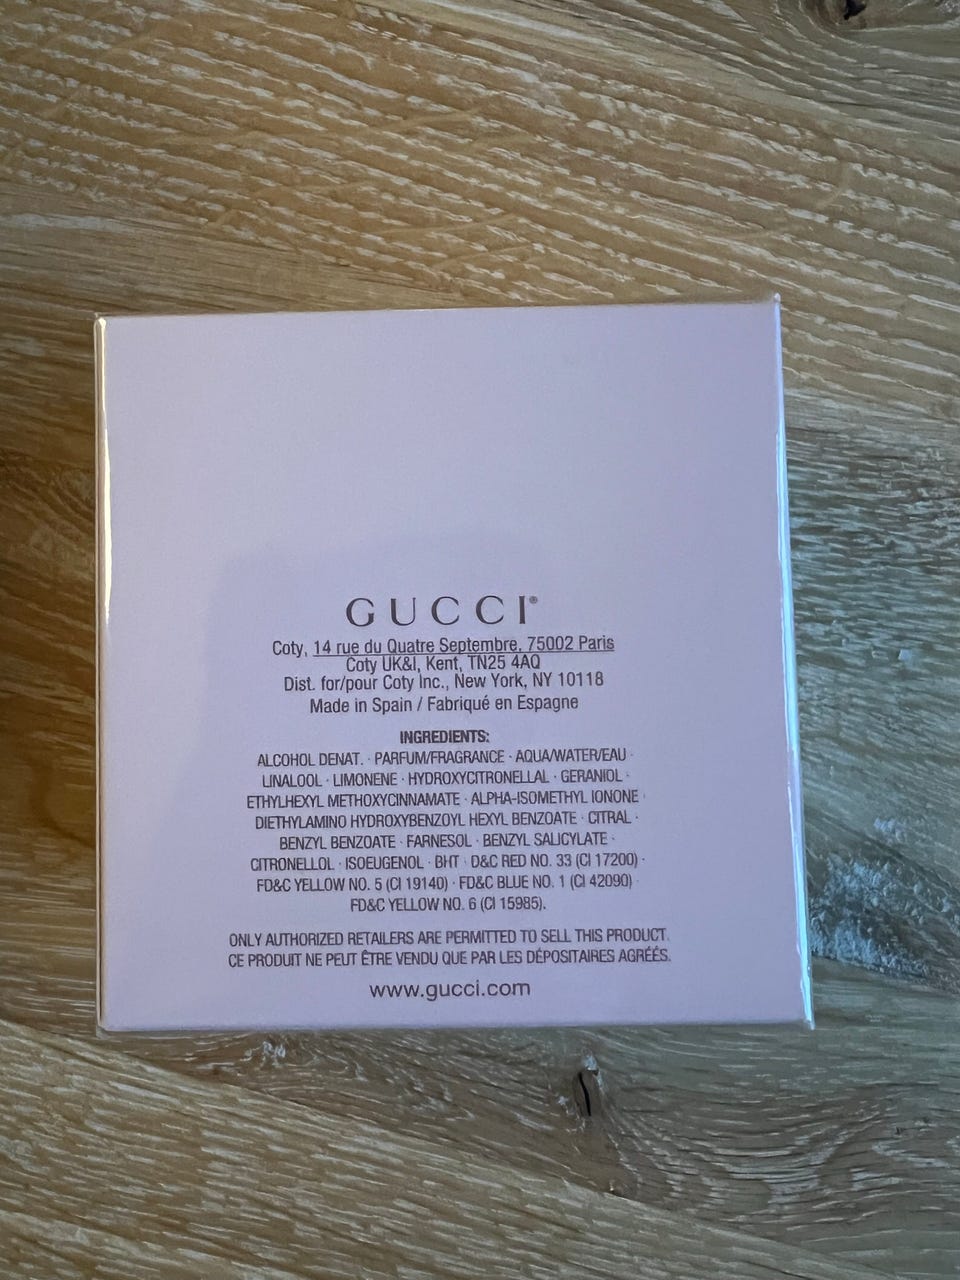 GUCCI®
Coty, 14 rue du Quatre Septembre, 75002 Paris
Coty UK&I, Kent, TN25 4AQ
Dist. for/pour Coty Inc., New York, NY 10118
Made in Spain / Fabriqué en Espagne
INGREDIENTS:
ALCOHOL DENAT. · PARFUM/FRAGRANCE · AQUA/WATER/EAU ·
LINALOOL · LIMONENE · HYDROXYCITRONELLAL · GERANIOL ·
ETHYLHEXYL METHOXYCINNAMATE · ALPHA-ISOMETHYL IONONE ·
DIETHYLAMINO HYDROXYBENZOYL HEXYL BENZOATE · CITRAL ·
BENZYL BENZOATE · FARNESOL · BENZYL SALICYLATE ·
CITRONELLOL · ISOEUGENOL · BHT · D&C RED NO. 33 (CI 17200) ·
FD&C YELLOW NO. 5 (CI 19140) · FD&C BLUE NO. 1 (CI 42090) ·
FD&C YELLOW NO. 6 (CI 15985).
ONLY AUTHORIZED RETAILERS ARE PERMITTED TO SELL THIS PRODUCT.
CE PRODUIT NE PEUT ÊTRE VENDU QUE PAR LES DÉPOSITAIRES AGRÉÉS.
www.gucci.com